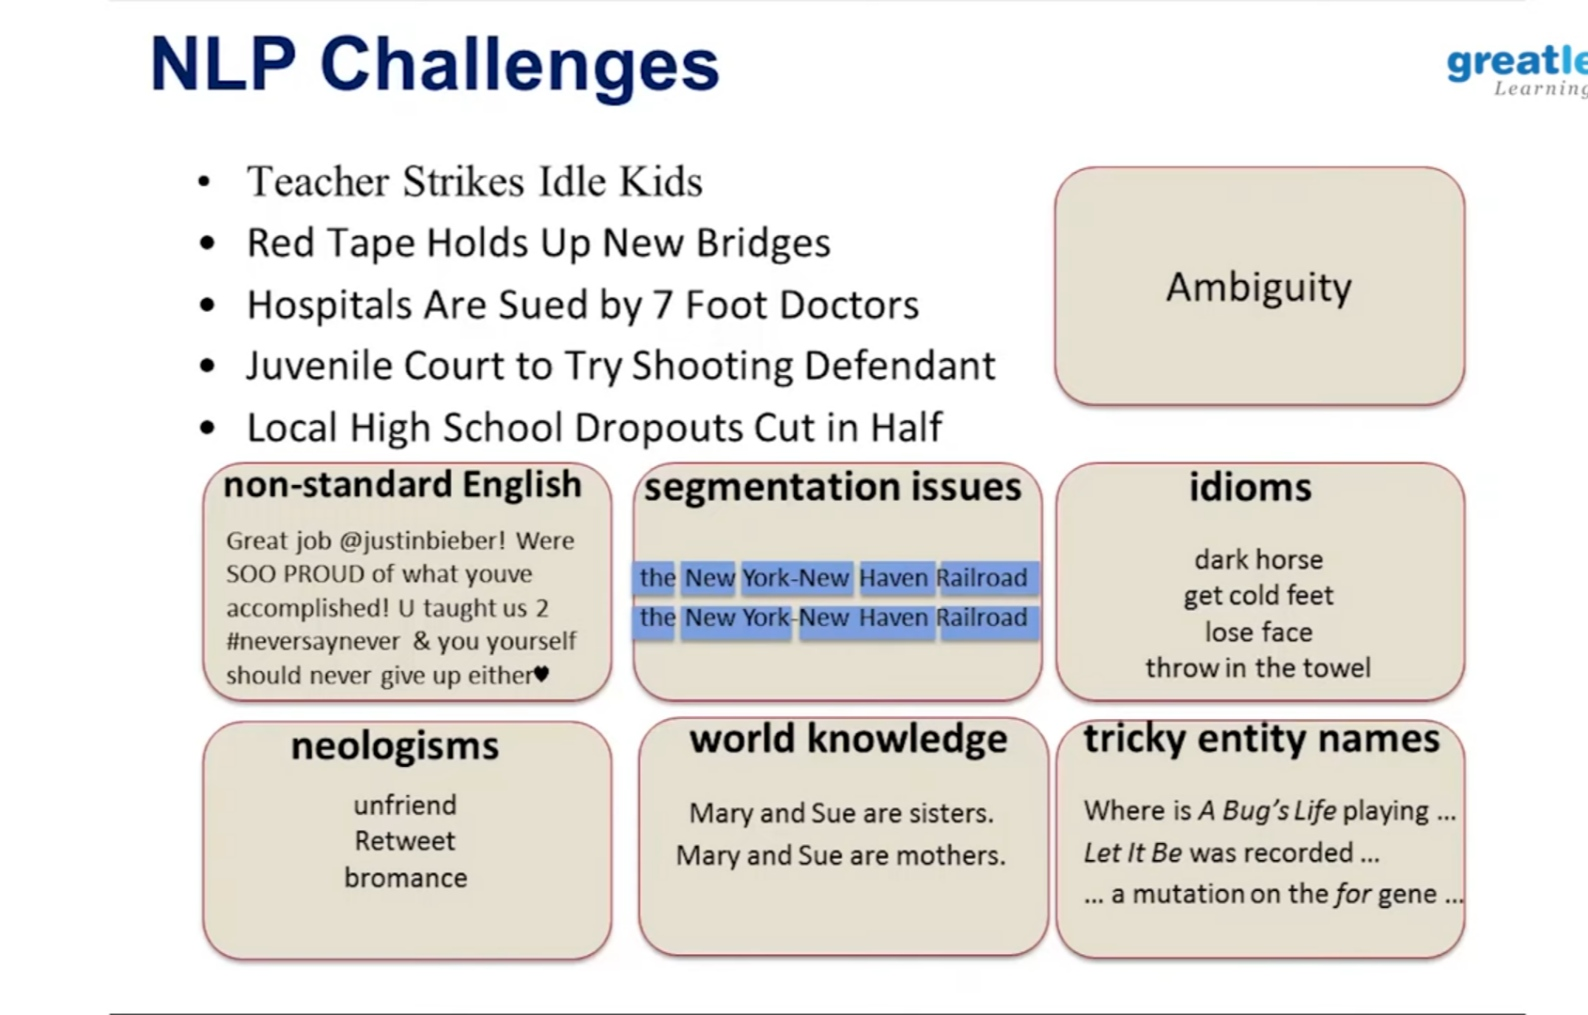 NLP Challenges
greatle
Learning
• Teacher Strikes Idle Kids
• Red Tape Holds Up New Bridges
• Hospitals Are Sued by 7 Foot Doctors
• Juvenile Court to Try Shooting Defendant
• Local High School Dropouts Cut in Half
Ambiguity
non-standard English
Great job @justinbieber! Were
SOO PROUD of what youve
accomplished! U taught us 2
#neversaynever & you yourself
should never give up either♥
segmentation issues
the New York-New Haven Railroad
the New York-New Haven Railroad
idioms
dark horse
get cold feet
lose face
throw in the towel
neologisms
unfriend
Retweet
bromance
world knowledge
Mary and Sue are sisters.
Mary and Sue are mothers.
tricky entity names
Where is A Bug's Life playing ...
Let It Be was recorded ...
... a mutation on the for gene ...